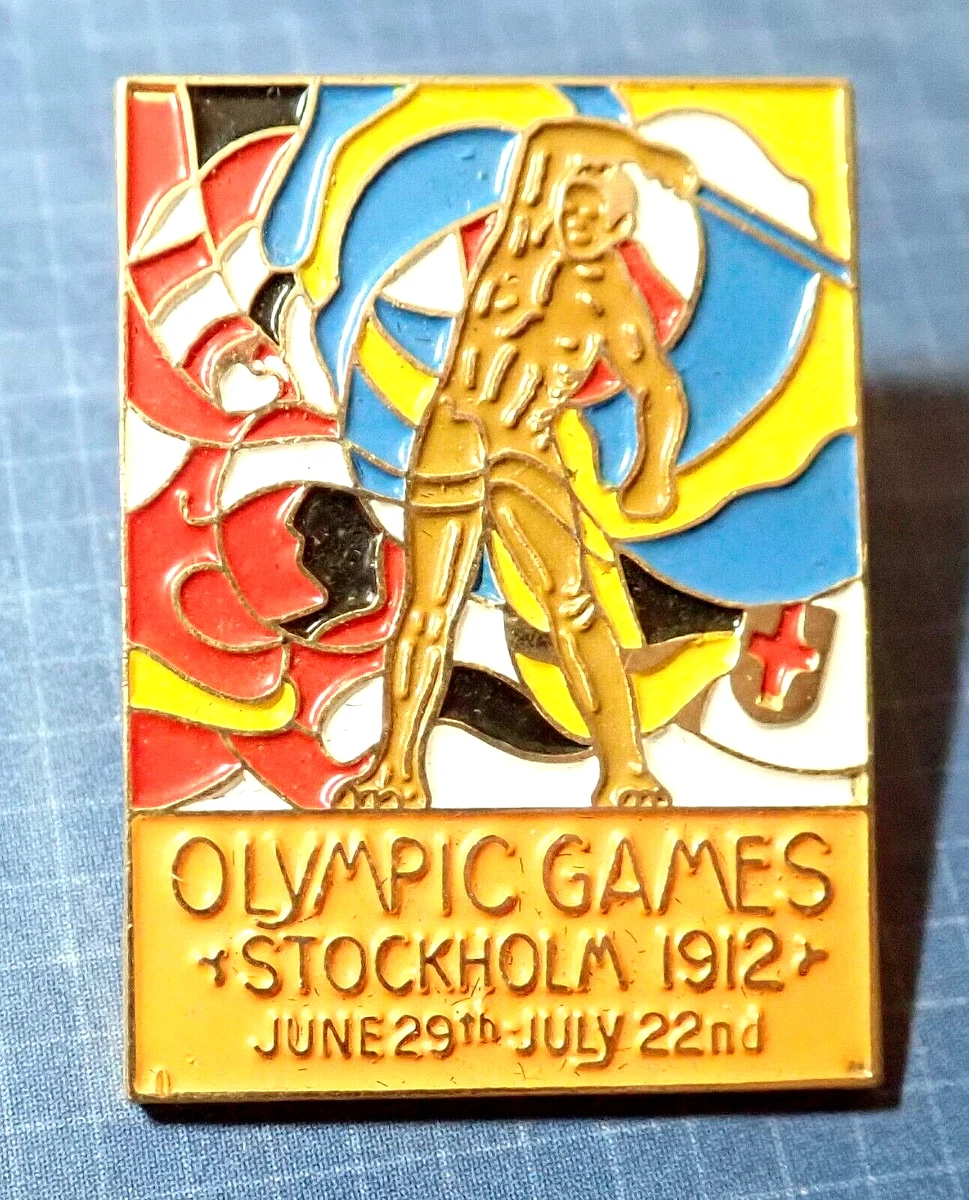 OLyMPIC GAMES
STOCKHOLM 1912
JUNE 29th-JULy 22nd